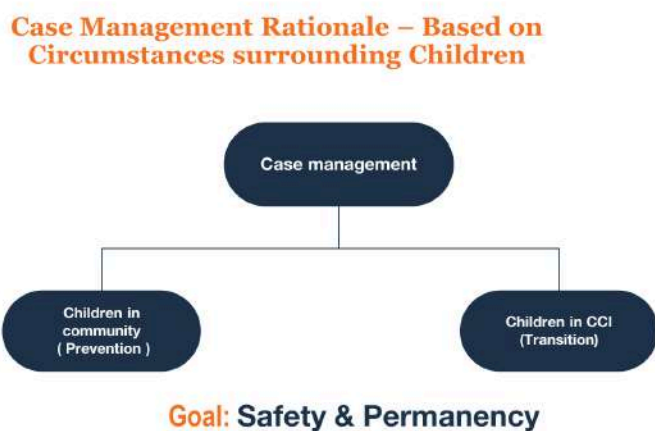 Case Management Rationale – Based on
Circumstances surrounding Children
Case management
Children in
community
( Prevention )
Children in CCI
(Transition)
Goal: Safety & Permanency